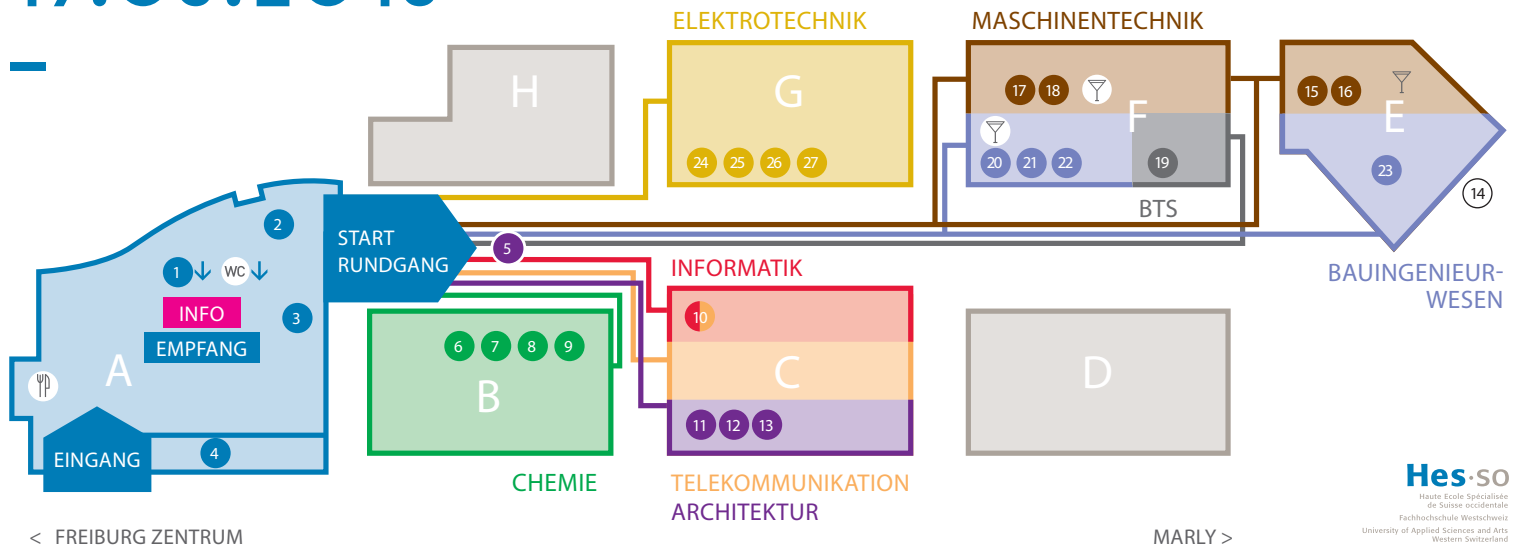 ELEKTROTECHNIK
MASCHINENTECHNIK
H
G
F
E
17
18
15
16
24
25
26
27
20
21
22
19
23
14
BTS
2
START
RUNDGANG
5
1
WC
INFO
3
EMPFANG
A
INFORMATIK
BAUINGENIEUR-
WESEN
10
6
7
8
9
B
C
D
11
12
13
EINGANG
4
CHEMIE
TELEKOMMUNIKATION
ARCHITEKTUR
Hes·so
Haute Ecole Spécialisée
de Suisse occidentale
Fachhochschule Westschweiz
University of Applied Sciences and Arts
Western Switzerland
< FREIBURG ZENTRUM
MARLY >